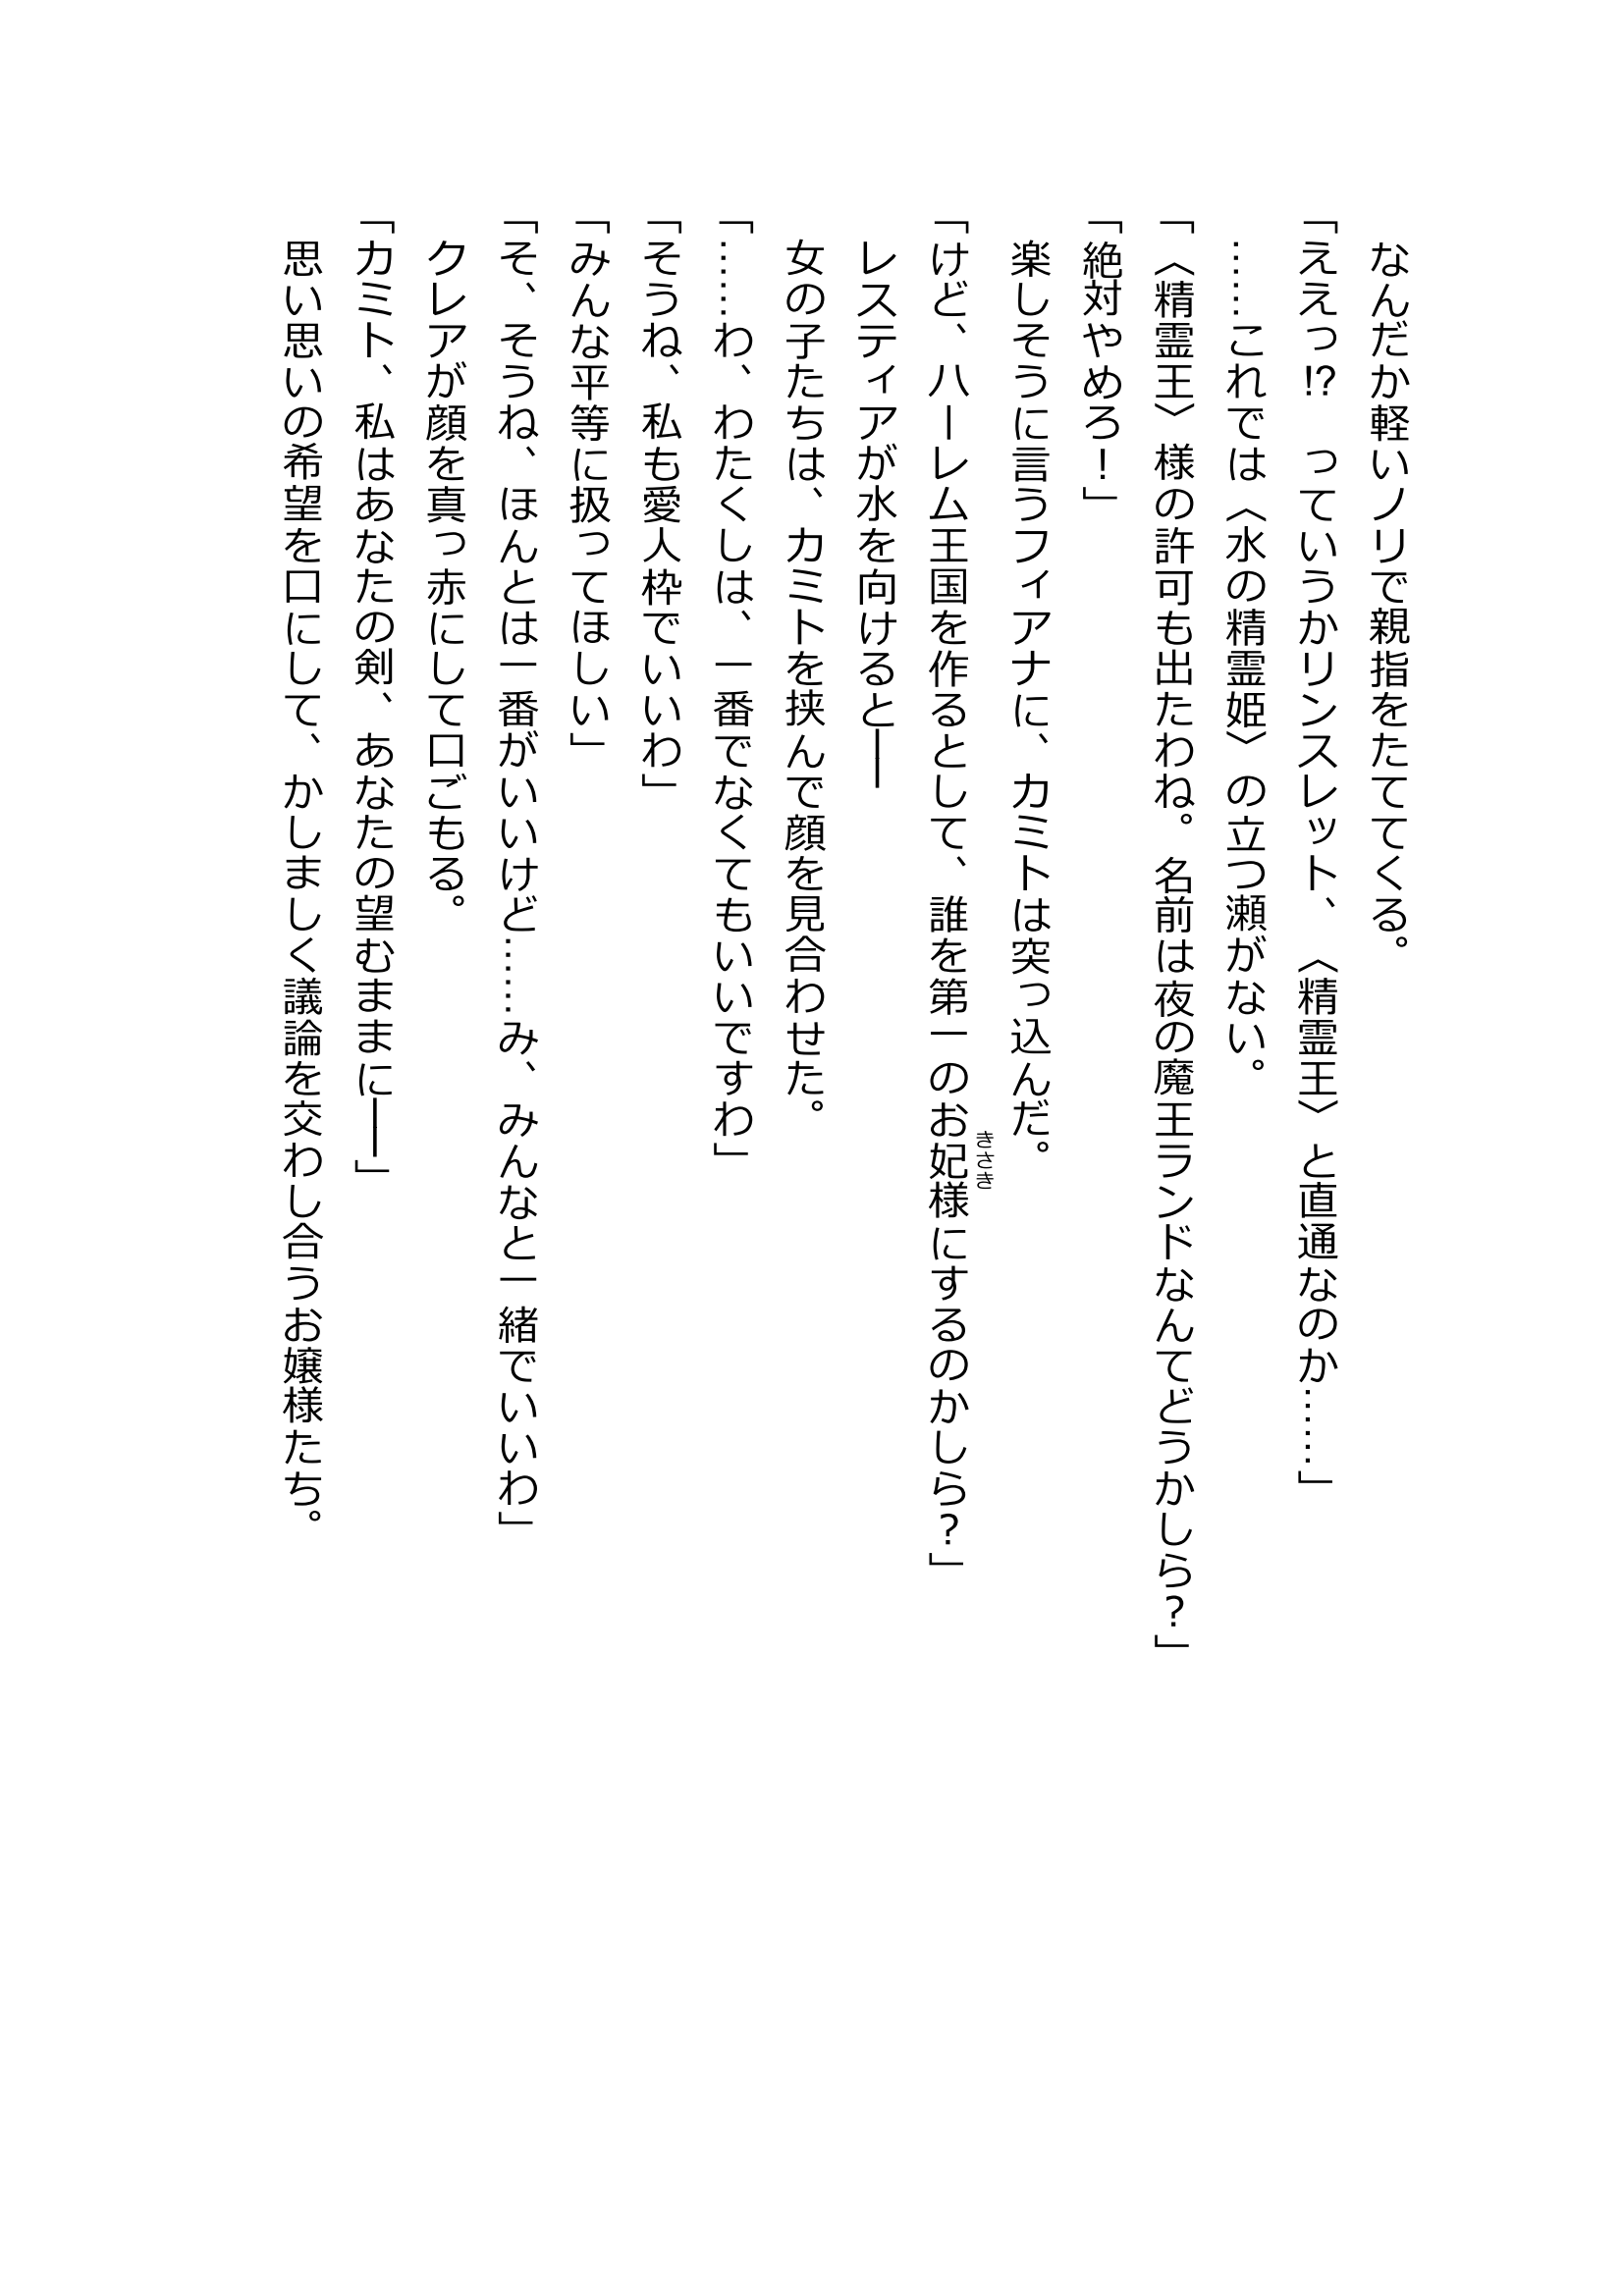 なんだか軽いノリで親指をたててくる。
「ええっ⁉　っていうかリンスレット、〈精霊王〉と直通なのか……」
……これでは〈水の精霊姫〉の立つ瀬がない。
「〈精霊王〉様の許可も出たわね。名前は夜の魔王ランドなんてどうかしら？」
「絶対やめろ！」
楽しそうに言うフィアナに、カミトは突っ込んだ。
「けど、ハーレム王国を作るとして、誰を第一のお妃様にするのかしら？」
きさき
レスティアが水を向けると──
女の子たちは、カミトを挟んで顔を見合わせた。
「……わ、わたくしは、一番でなくてもいいですわ」
「そうね、私も愛人枠でいいわ」
「みんな平等に扱ってほしい」
「そ、そうね、ほんとは一番がいいけど……み、みんなと一緒でいいわ」
クレアが顔を真っ赤にして口ごもる。
「カミト、私はあなたの剣、あなたの望むままに──」
思い思いの希望を口にして、かしましく議論を交わし合うお嬢様たち。